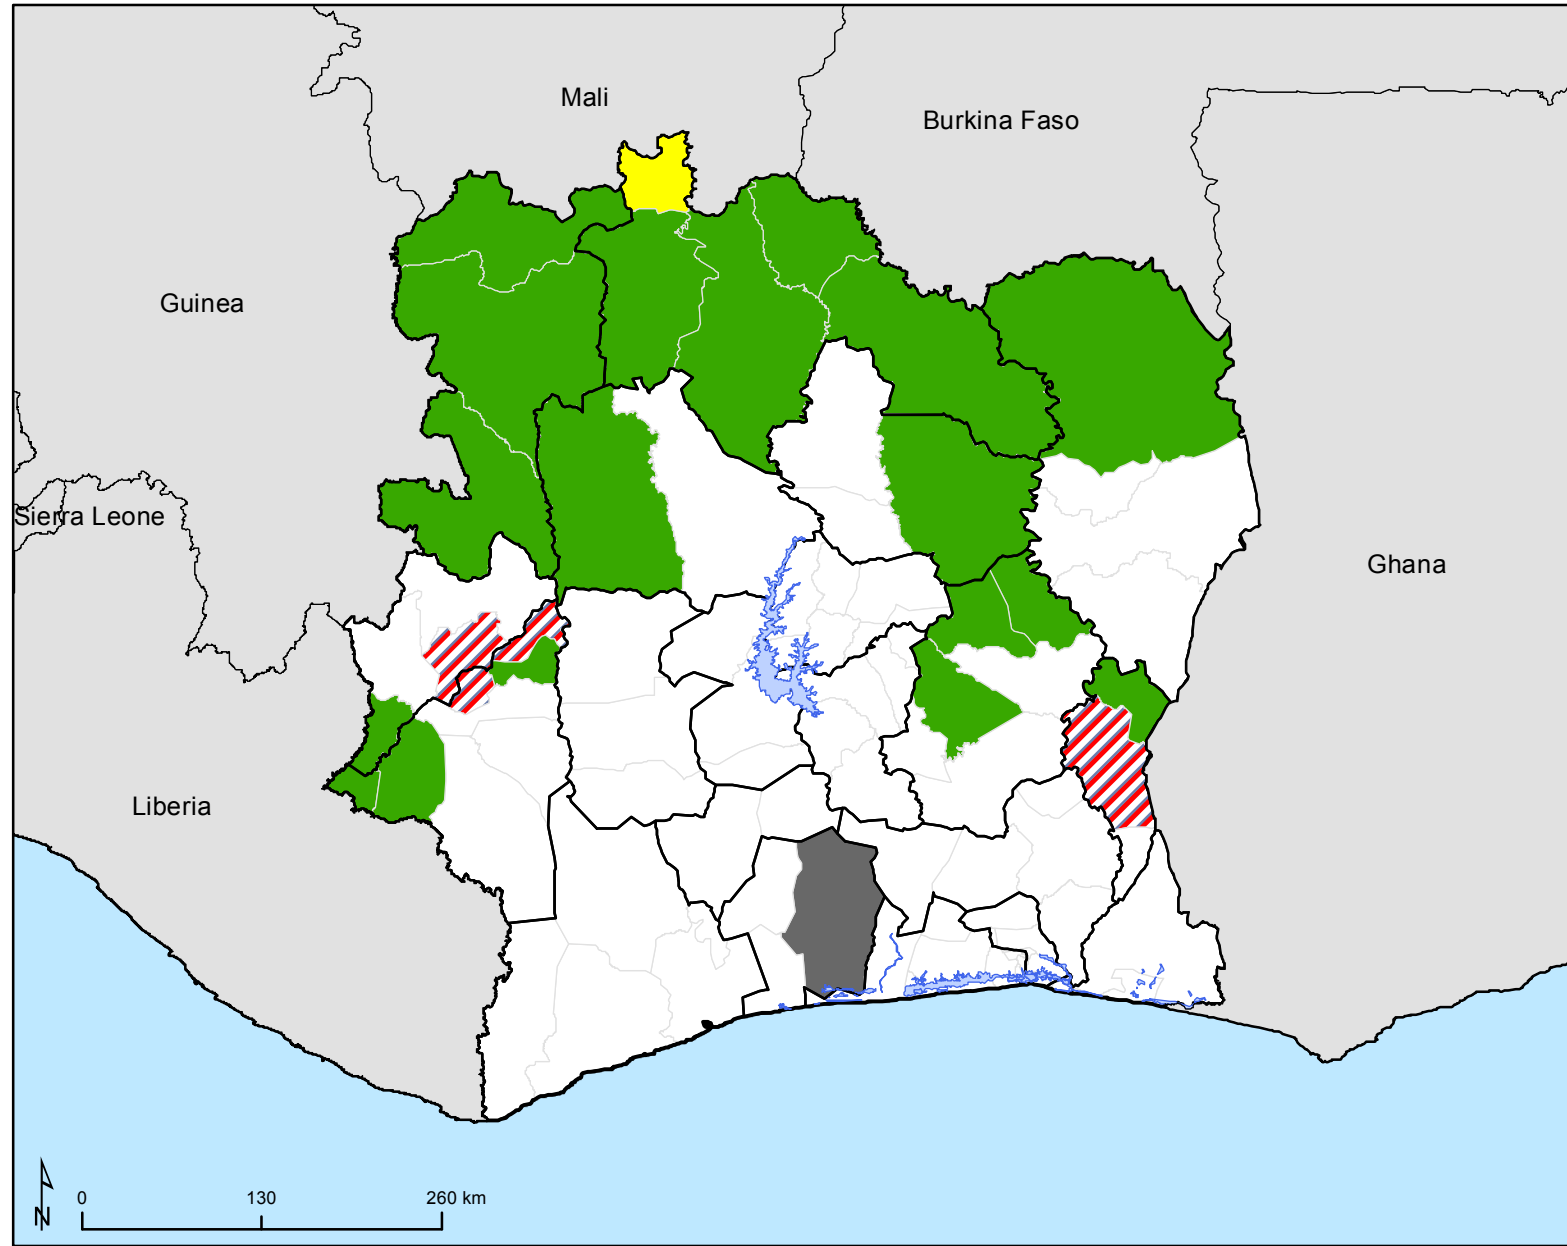 Mali
Burkina Faso
Guinea
Sierra Leone
Ghana
Liberia
N
0 130 260 km